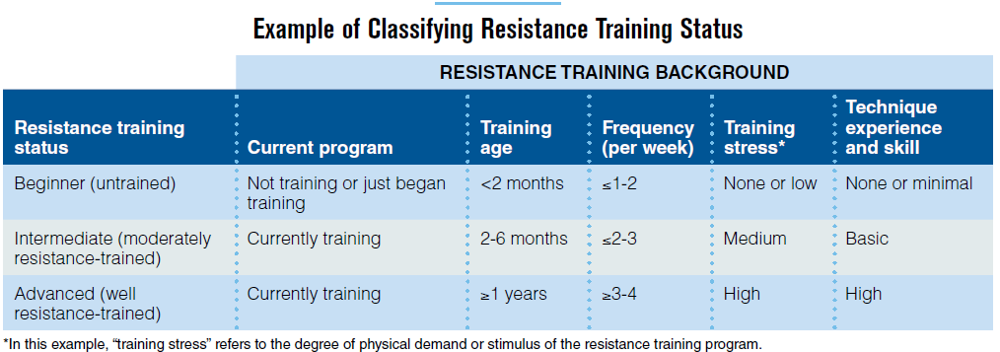 Example of Classifying Resistance Training Status
RESISTANCE TRAINING BACKGROUND
Resistance training status Current program Training age Frequency (per week) Training stress* Technique experience and skill
Beginner (untrained) Not training or just began training <2 months ≤1-2 None or low None or minimal
Intermediate (moderately resistance-trained) Currently training 2-6 months ≤2-3 Medium Basic
Advanced (well resistance-trained) Currently training ≥1 years ≥3-4 High High
*In this example, “training stress” refers to the degree of physical demand or stimulus of the resistance training program.